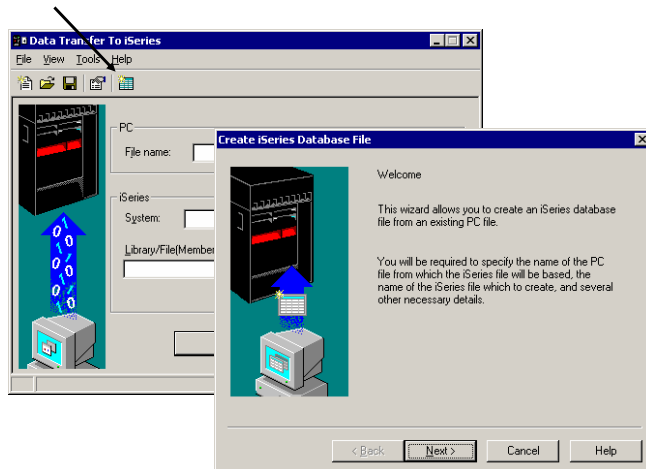 Data Transfer To iSeries
File View Tools Help
PC
File name:
iSeries
System:
Library/File(Member
Create iSeries Database File
Welcome
This wizard allows you to create an iSeries database
file from an existing PC file.
You will be required to specify the name of the PC
file from which the iSeries file will be based, the
name of the iSeries file which to create, and several
other necessary details.
< Back Next > Cancel Help